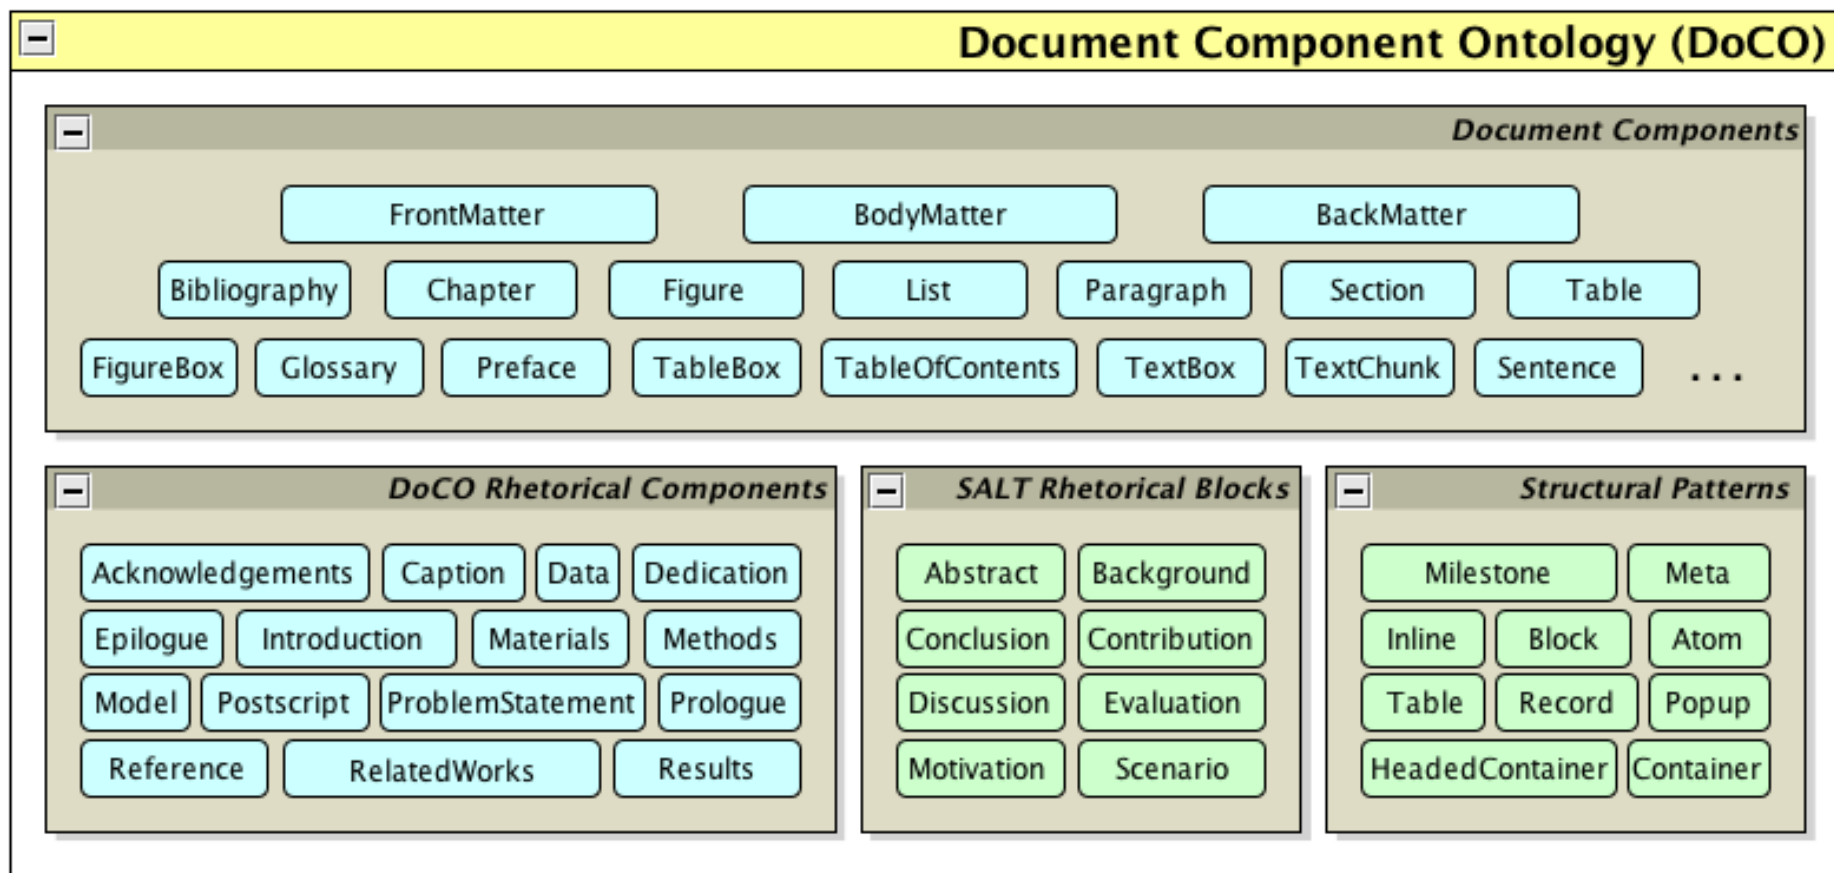 Document Component Ontology (DoCO)
Document Components
FrontMatter BodyMatter BackMatter
Bibliography Chapter Figure List Paragraph Section Table
FigureBox Glossary Preface TableBox TableOfContents TextBox TextChunk Sentence ...
DoCO Rhetorical Components
Acknowledgements Caption Data Dedication
Epilogue Introduction Materials Methods
Model Postscript ProblemStatement Prologue
Reference RelatedWorks Results
SALT Rhetorical Blocks
Abstract Background
Conclusion Contribution
Discussion Evaluation
Motivation Scenario
Structural Patterns
Milestone Meta
Inline Block Atom
Table Record Popup
HeadedContainer Container